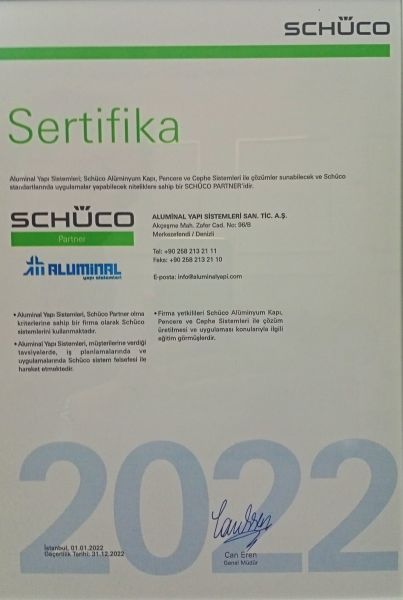 SCHÜCO
Sertifika
Aluminal Yapı Sistemleri; Schüco Alüminyum Kapı, Pencere ve Cephe Sistemleri ile çözümler sunabilecek ve Schüco
standartlarında uygulamalar yapabilecek niteliklere sahip bir SCHÜCO PARTNER'dir.
SCHÜCO
Partner
ALUMINAL
yapı sistemleri
ALUMİNAL YAPI SİSTEMLERİ SAN. TİC. A.Ş.
Akçeşme Mah. Zafer Cad. No: 96/B
Merkezefendi / Denizli
Tel: +90 258 213 21 11
Faks: +90 258 213 21 10
E-posta: info@aluminalyapi.com
• Aluminal Yapı Sistemleri, Schüco Partner olma
kriterlerine sahip bir firma olarak Schüco
sistemlerini kullanmaktadır.
• Aluminal Yapı Sistemleri, müşterilerine verdiği
tavsiyelerde, iş planlamalarında ve
uygulamalarında Schüco sistem felsefesi ile
hareket etmektedir.
• Firma yetkilileri Schüco Alüminyum Kapı,
Pencere ve Cephe Sistemleri ile çözüm
üretilmesi ve uygulaması konularıyla ilgili
eğitim görmüşlerdir.
2022
İstanbul, 01.01.2022
Geçerlilik Tarihi: 31.12.2022
Can Eren
Genel Müdür